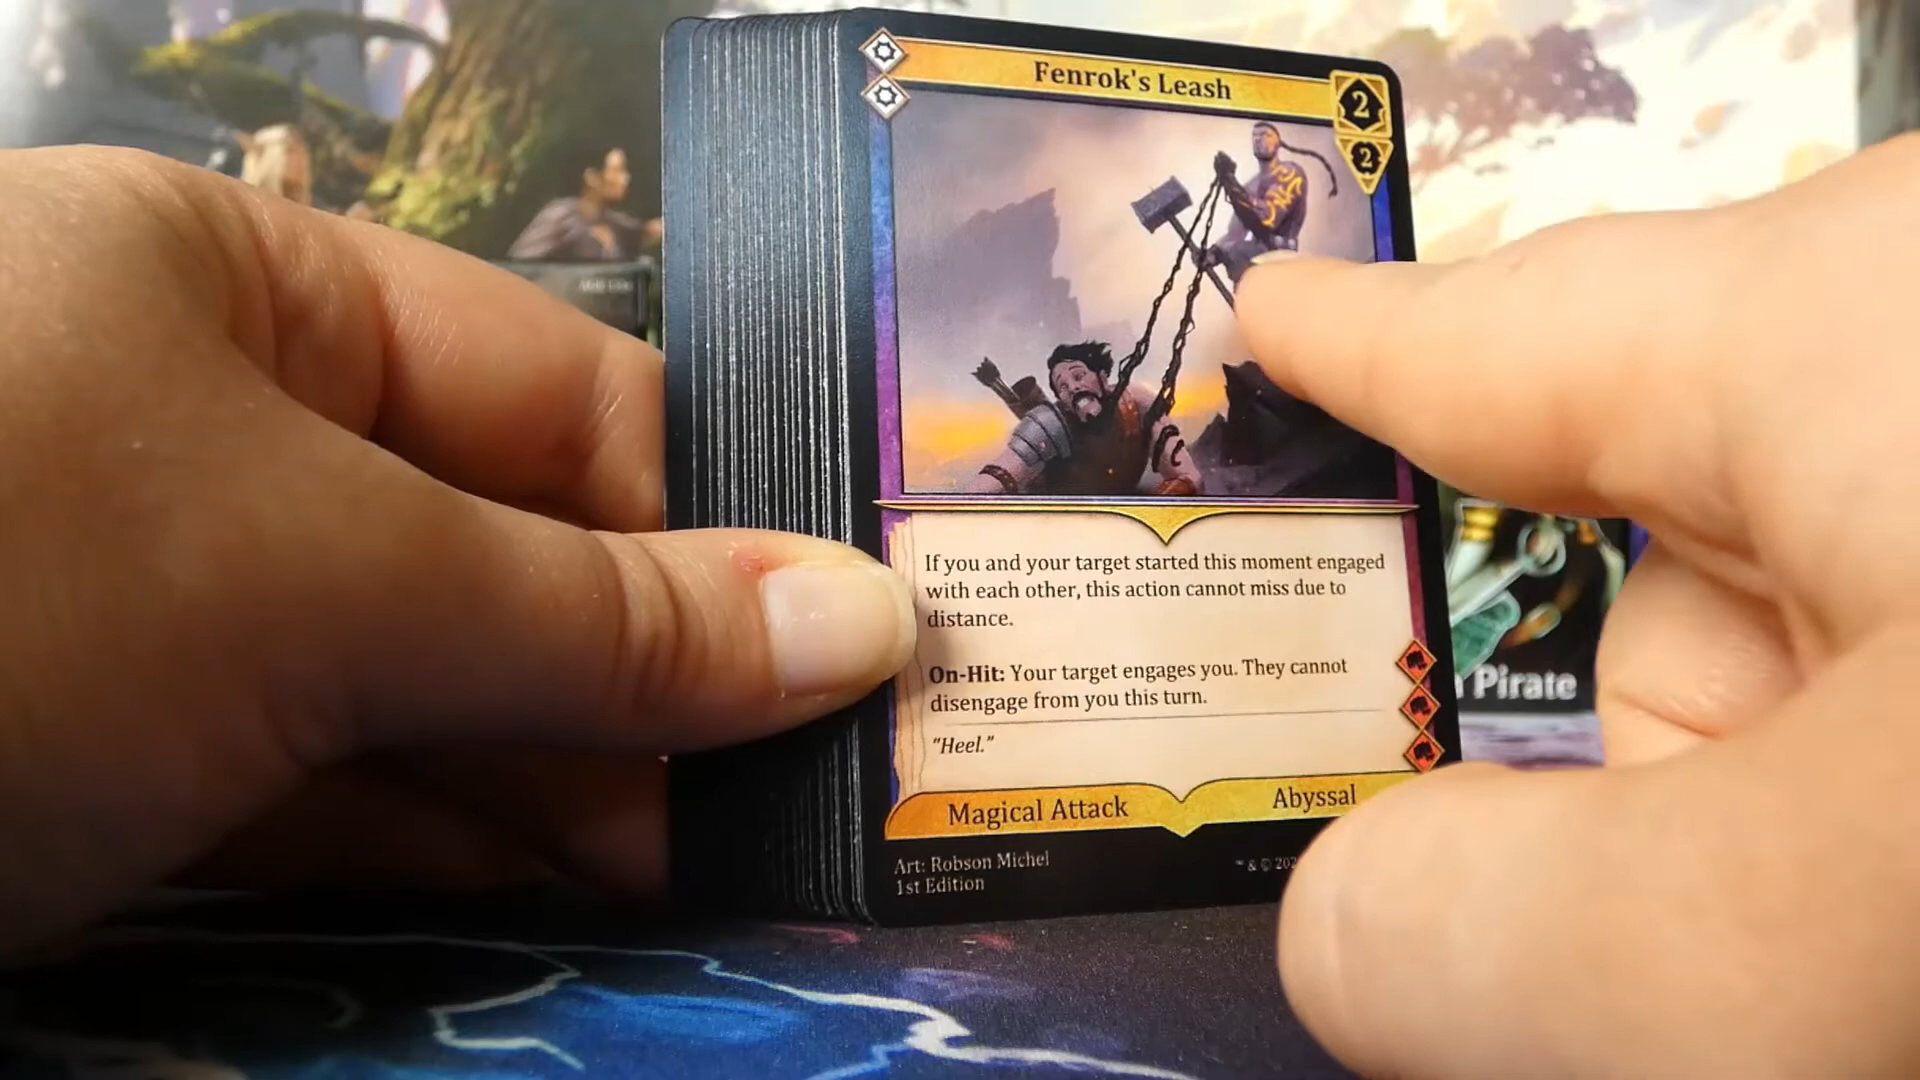 Fenrok's Leash
2
2
If you and your target started this moment engaged
with each other, this action cannot miss due to
distance.
On-Hit: Your target engages you. They cannot
disengage from you this turn.
"Heel."
Magical Attack
Abyssal
Art: Robson Michel
1st Edition
™ & © 202
Pirate